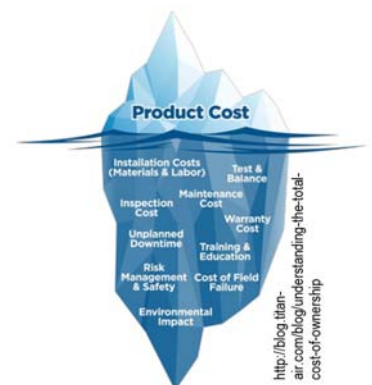 Product Cost
Installation Costs
(Materials & Labor)
Test &
Balance
Maintenance
Cost
Inspection
Cost
Warranty
Cost
Unplanned
Downtime
Training &
Education
Risk
Management
& Safety
Cost of Field
Failure
Environmental
Impact
http://blog.titan-
air.com/blog/understanding-the-total-
cost-of-ownership